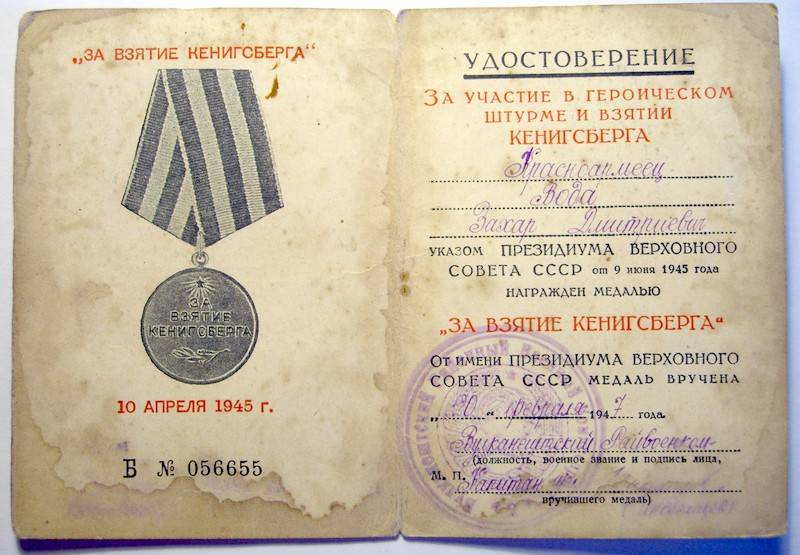 „ЗА ВЗЯТИЕ КЕНИГСБЕРГА“
ЗА
ВЗЯТИЕ
КЕНИГСБЕРГА
10 АПРЕЛЯ 1945 г.
Б № 056655
УДОСТОВЕРЕНИЕ
ЗА УЧАСТИЕ В ГЕРОИЧЕСКОМ
ШТУРМЕ И ВЗЯТИИ
КЕНИГСБЕРГА
Красноармеец
Вода
Захар Дмитриевич
УКАЗОМ ПРЕЗИДИУМА ВЕРХОВНОГО
СОВЕТА СССР от 9 июня 1945 года
НАГРАЖДЕН МЕДАЛЬЮ
„ЗА ВЗЯТИЕ КЕНИГСБЕРГА“
От имени ПРЕЗИДИУМА ВЕРХОВНОГО
СОВЕТА СССР МЕДАЛЬ ВРУЧЕНА
„20“ февраля 1947 года.
Райвоенком
(должность, военное звание и подпись лица,
М. П. Капитан
вручившего медаль)